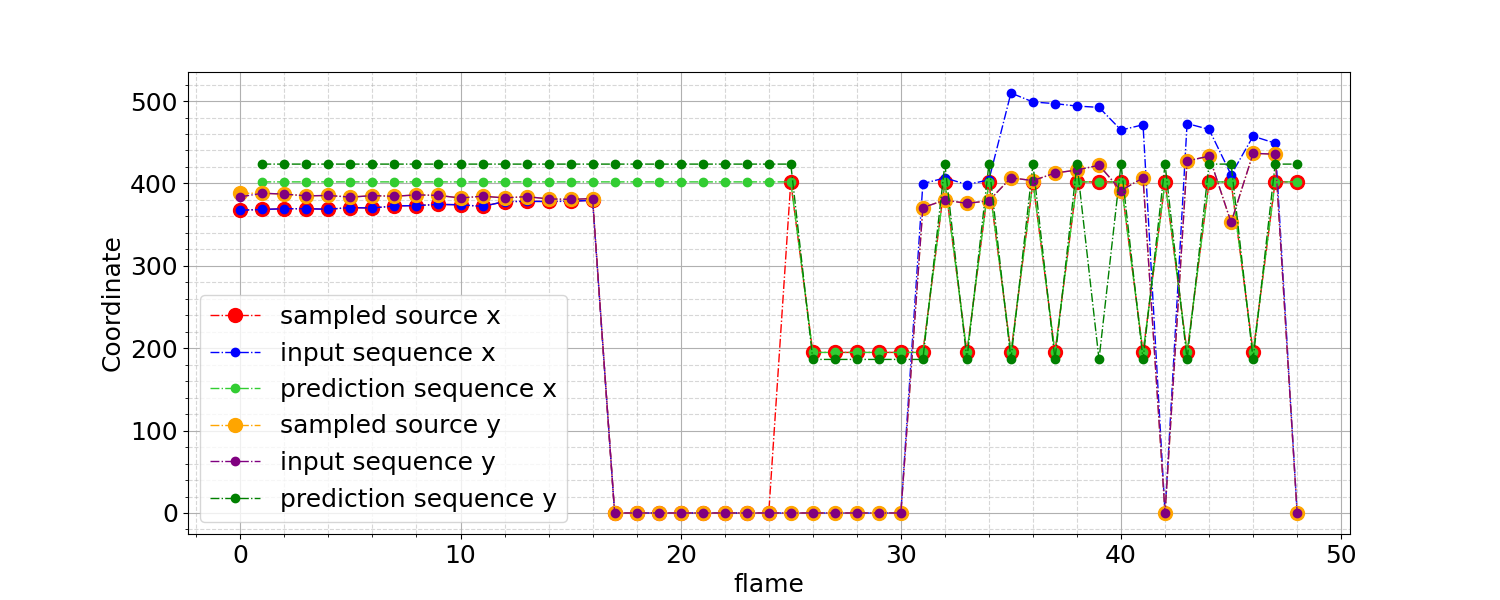 500
400
300
200
100
0
Coordinate
sampled source x
input sequence x
prediction sequence x
sampled source y
input sequence y
prediction sequence y
0 10 20 30 40 50
flame